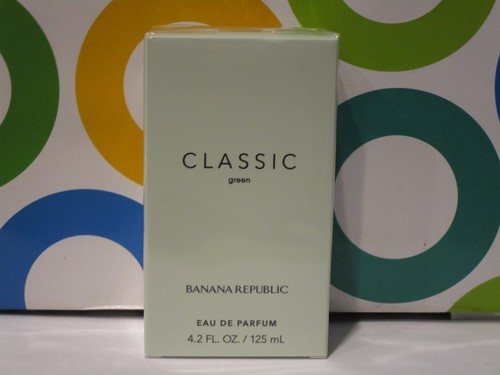 CLASSIC
green
BANANA REPUBLIC
EAU DE PARFUM
4.2 FL. OZ. / 125 mL